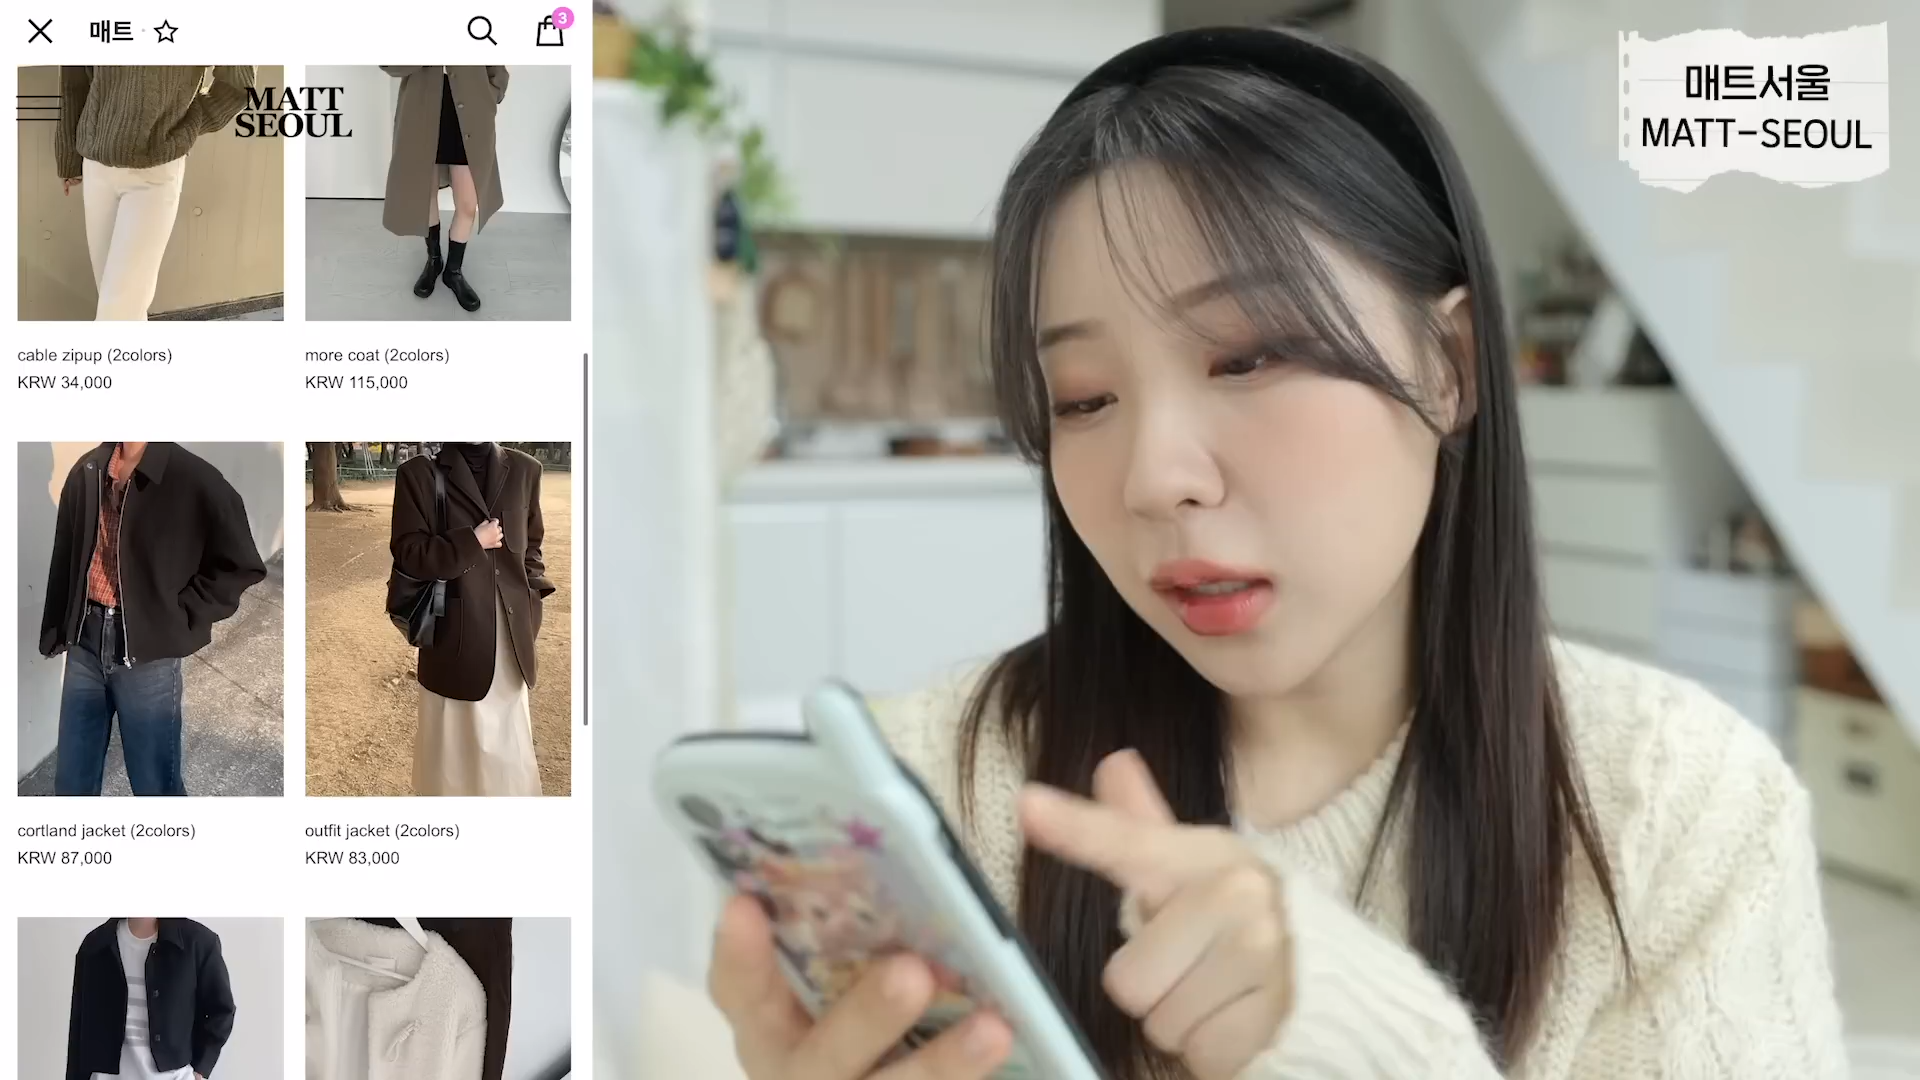 매트
3
MATT
SEOUL
cable zipup (2colors)
KRW 34,000
more coat (2colors)
KRW 115,000
cortland jacket (2colors)
KRW 87,000
outfit jacket (2colors)
KRW 83,000
매트서울
MATT-SEOUL